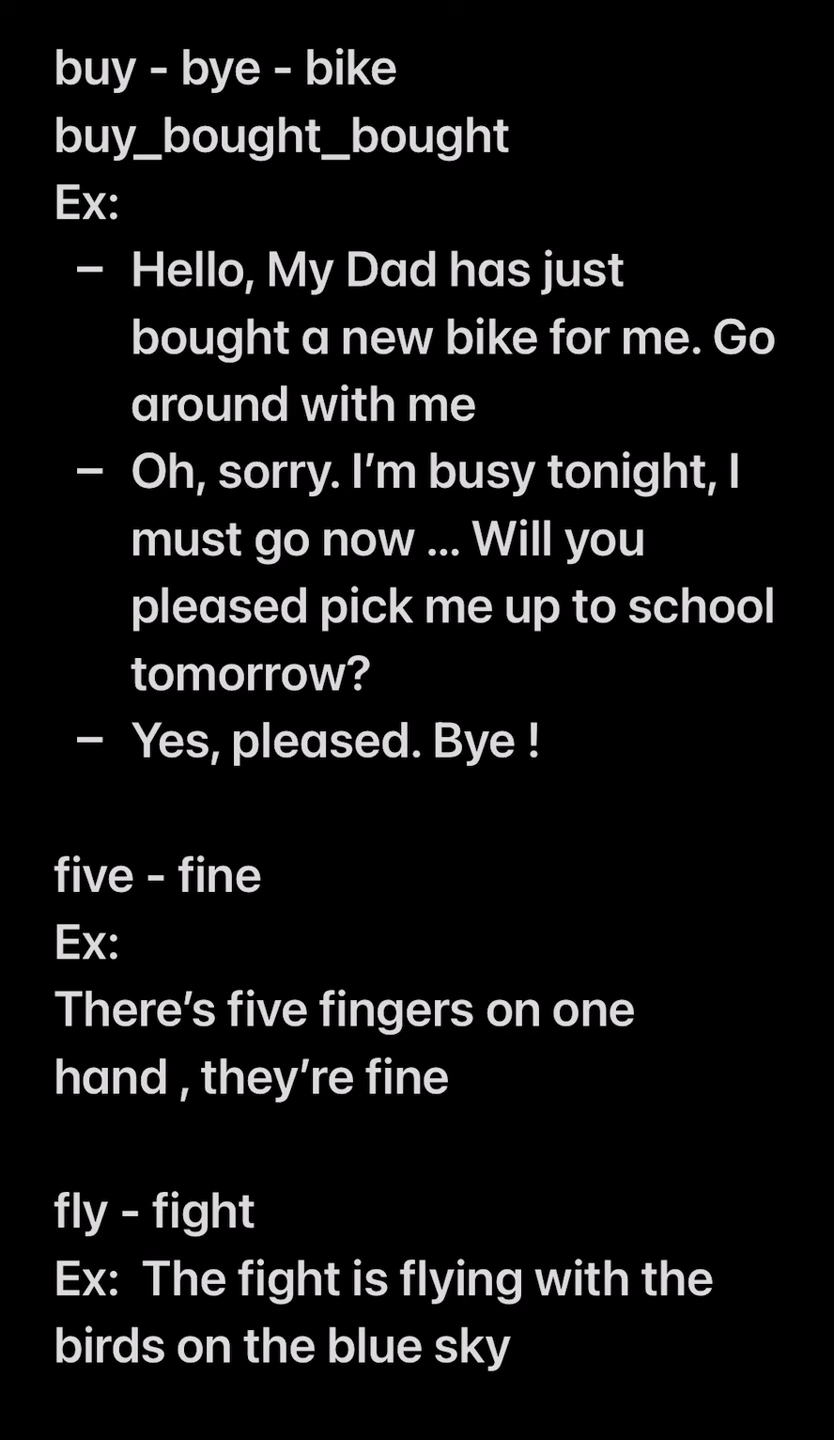 buy - bye - bike
buy_bought_bought
Ex:
– Hello, My Dad has just
bought a new bike for me. Go
around with me
– Oh, sorry. I’m busy tonight, I
must go now ... Will you
pleased pick me up to school
tomorrow?
– Yes, pleased. Bye !
five - fine
Ex:
There’s five fingers on one
hand , they’re fine
fly - fight
Ex:  The fight is flying with the
birds on the blue sky